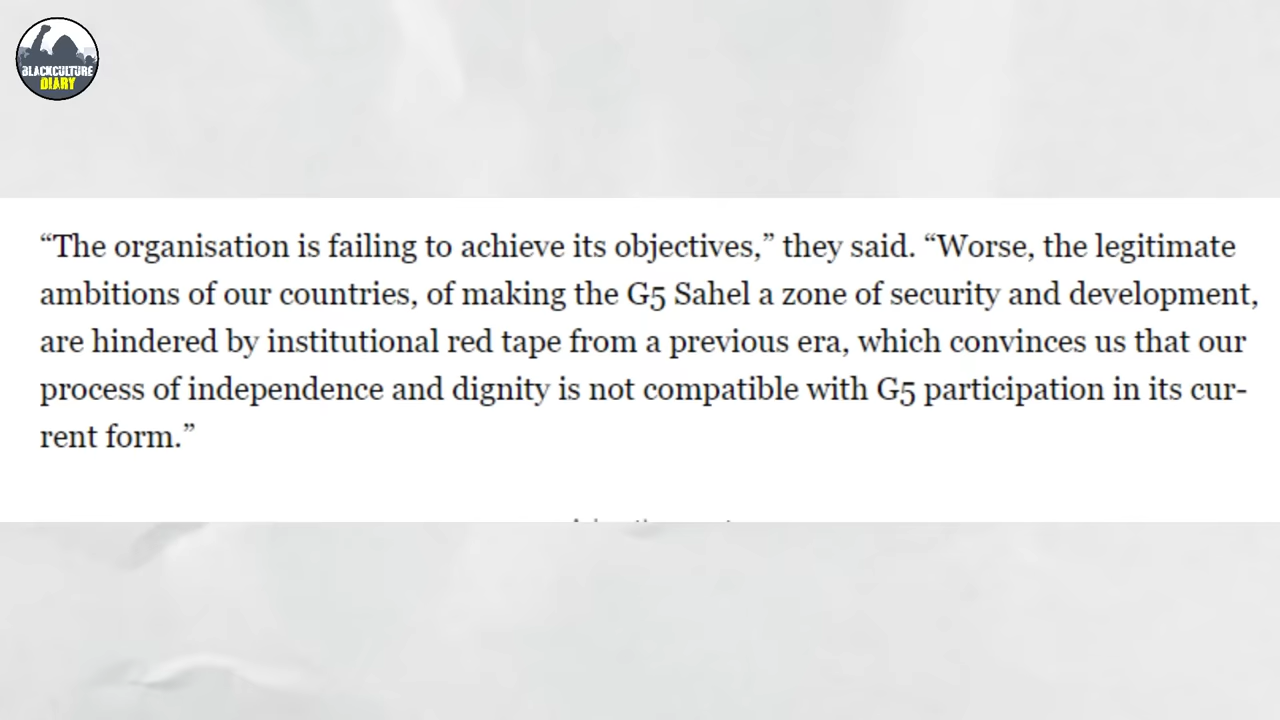 BLACKCULTURE
DIARY
“The organisation is failing to achieve its objectives,” they said. “Worse, the legitimate
ambitions of our countries, of making the G5 Sahel a zone of security and development,
are hindered by institutional red tape from a previous era, which convinces us that our
process of independence and dignity is not compatible with G5 participation in its cur-
rent form.”